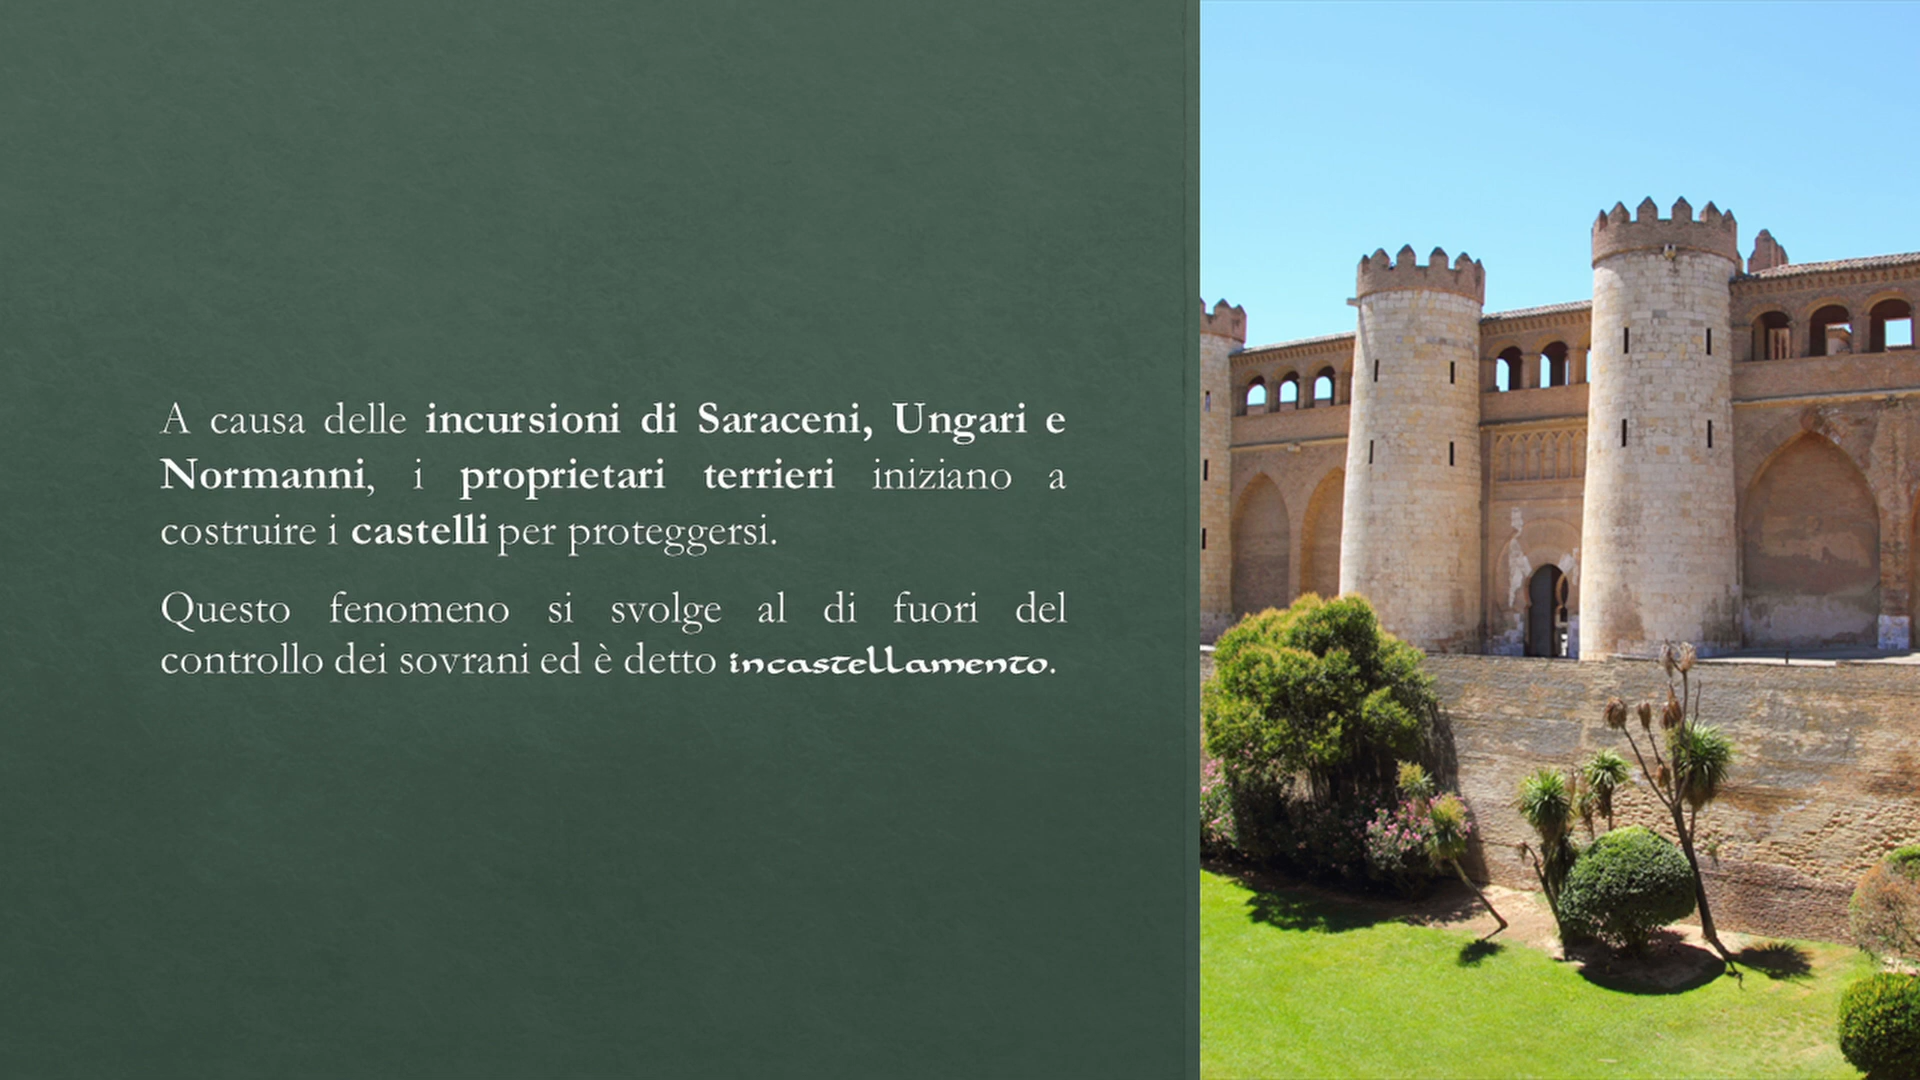 A causa delle incursioni di Saraceni, Ungari e
Normanni, i proprietari terrieri iniziano a
costruire i castelli per proteggersi.
Questo fenomeno si svolge al di fuori del
controllo dei sovrani ed è detto incastellamento.